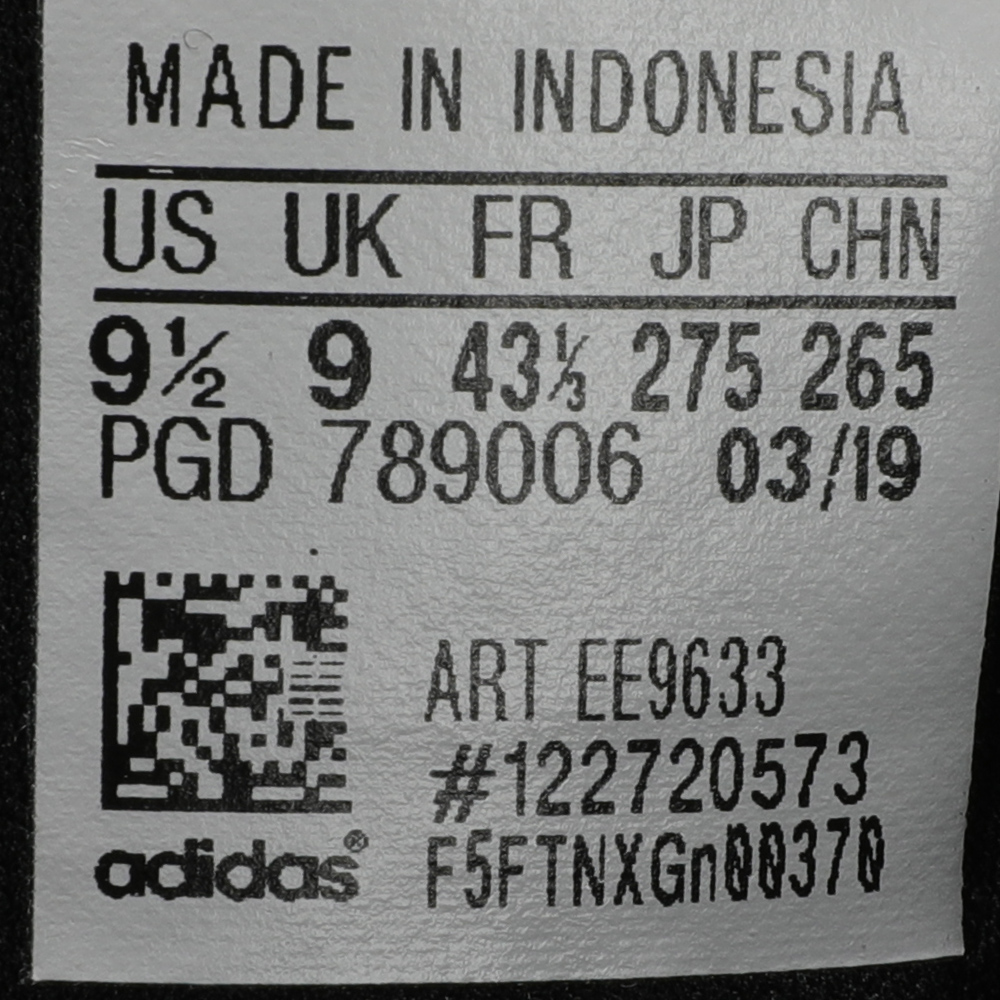 MADE IN INDONESIA
US UK FR JP CHN
9½ 9 43⅓ 275 265
PGD 789006 03/19
ART EE9633
#122720573
adidas® F5FTNXGn00370